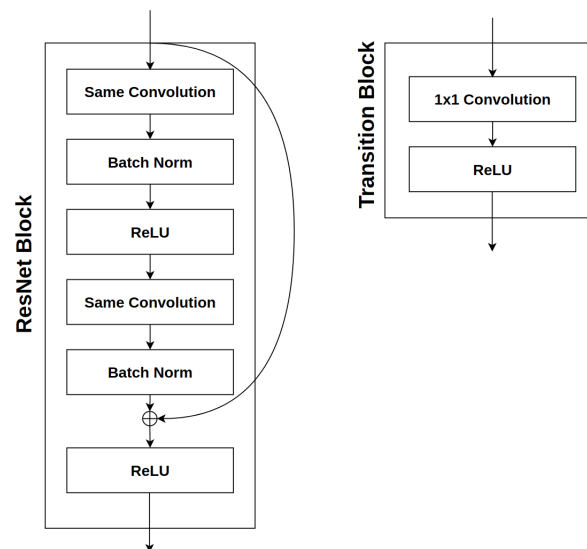 ResNet Block
Same Convolution
Batch Norm
ReLU
Same Convolution
Batch Norm
ReLU
Transition Block
1x1 Convolution
ReLU